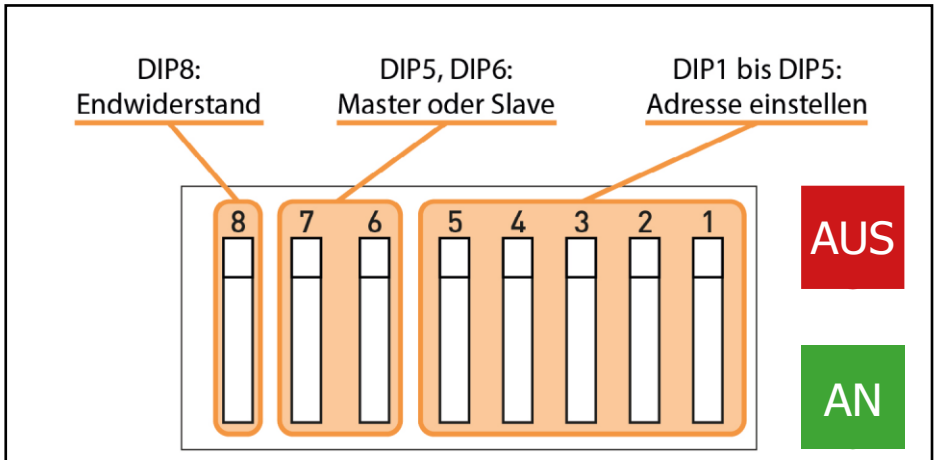 DIP8:
Endwiderstand
DIP5, DIP6:
Master oder Slave
DIP1 bis DIP5:
Adresse einstellen
8 7 6 5 4 3 2 1
AUS
AN